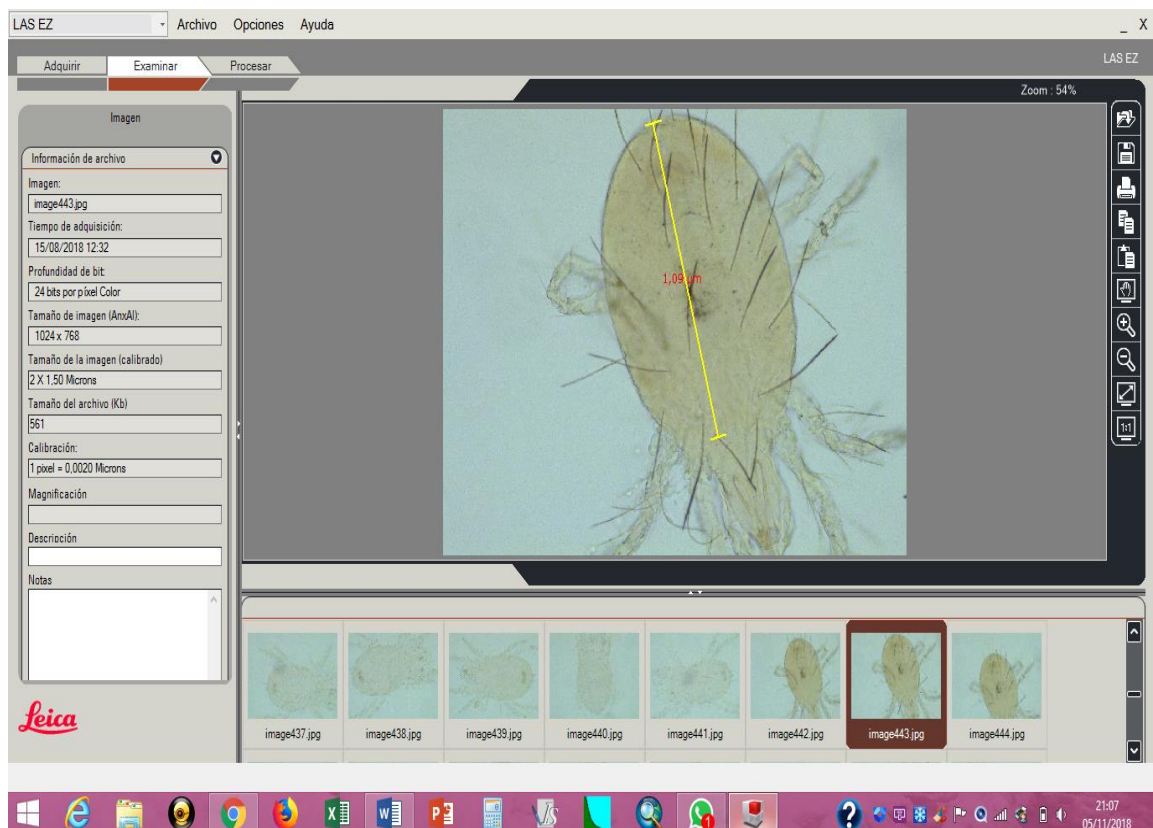 LAS EZ
Archivo Opciones Ayuda
_ X
Adquirir Examinar Procesar
LAS EZ
Zoom : 54%
Imagen
Información de archivo
Imagen:
image443.jpg
Tiempo de adquisición:
15/08/2018 12:32
Profundidad de bit:
24 bits por píxel Color
Tamaño de imagen (AnxAl):
1024 x 768
Tamaño de la imagen (calibrado)
2 X 1,50 Microns
Tamaño del archivo (Kb)
561
Calibración:
1 pixel = 0,0020 Microns
Magnificación
Descripción
Notas
1,09 µm
1:1
Leica
image437.jpg image438.jpg image439.jpg image440.jpg image441.jpg image442.jpg image443.jpg image444.jpg
21:07
05/11/2018